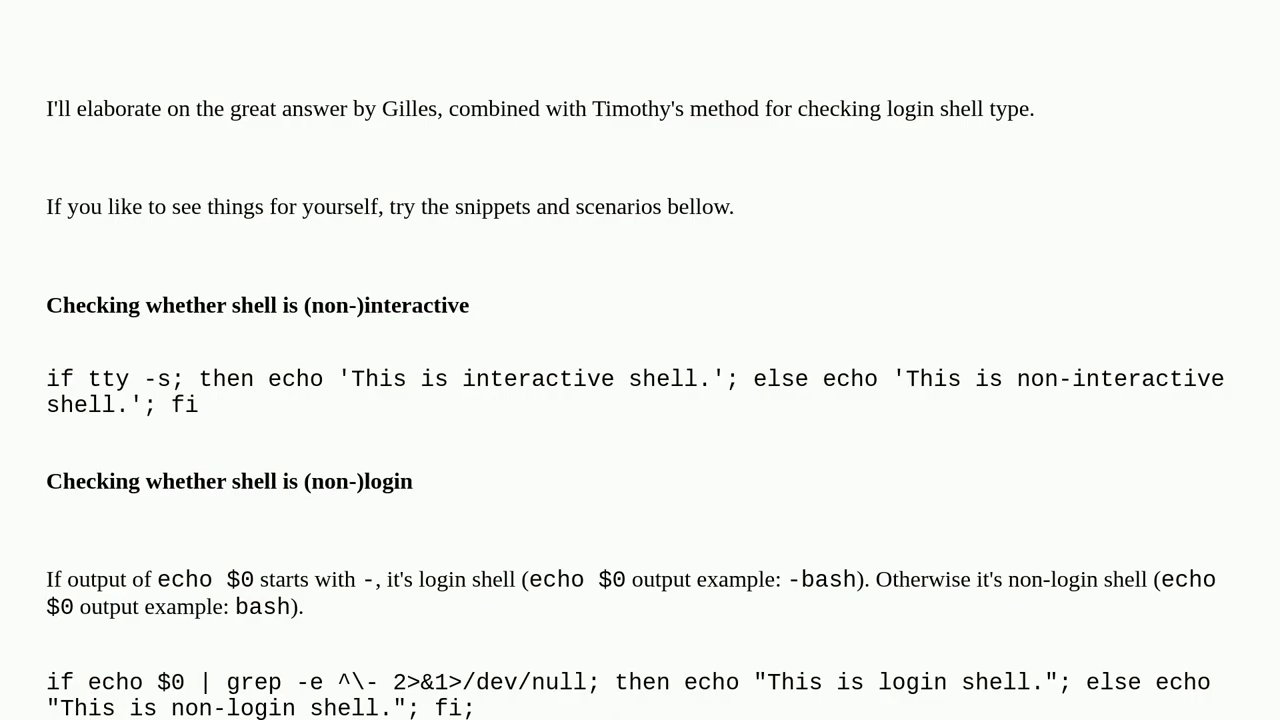 I'll elaborate on the great answer by Gilles, combined with Timothy's method for checking login shell type.
If you like to see things for yourself, try the snippets and scenarios bellow.
Checking whether shell is (non-)interactive
if tty -s; then echo 'This is interactive shell.'; else echo 'This is non-interactive
shell.'; fi
Checking whether shell is (non-)login
If output of echo $0 starts with -, it's login shell (echo $0 output example: -bash). Otherwise it's non-login shell (echo
$0 output example: bash).
if echo $0 | grep -e ^\- 2>&1>/dev/null; then echo "This is login shell."; else echo
"This is non-login shell."; fi;